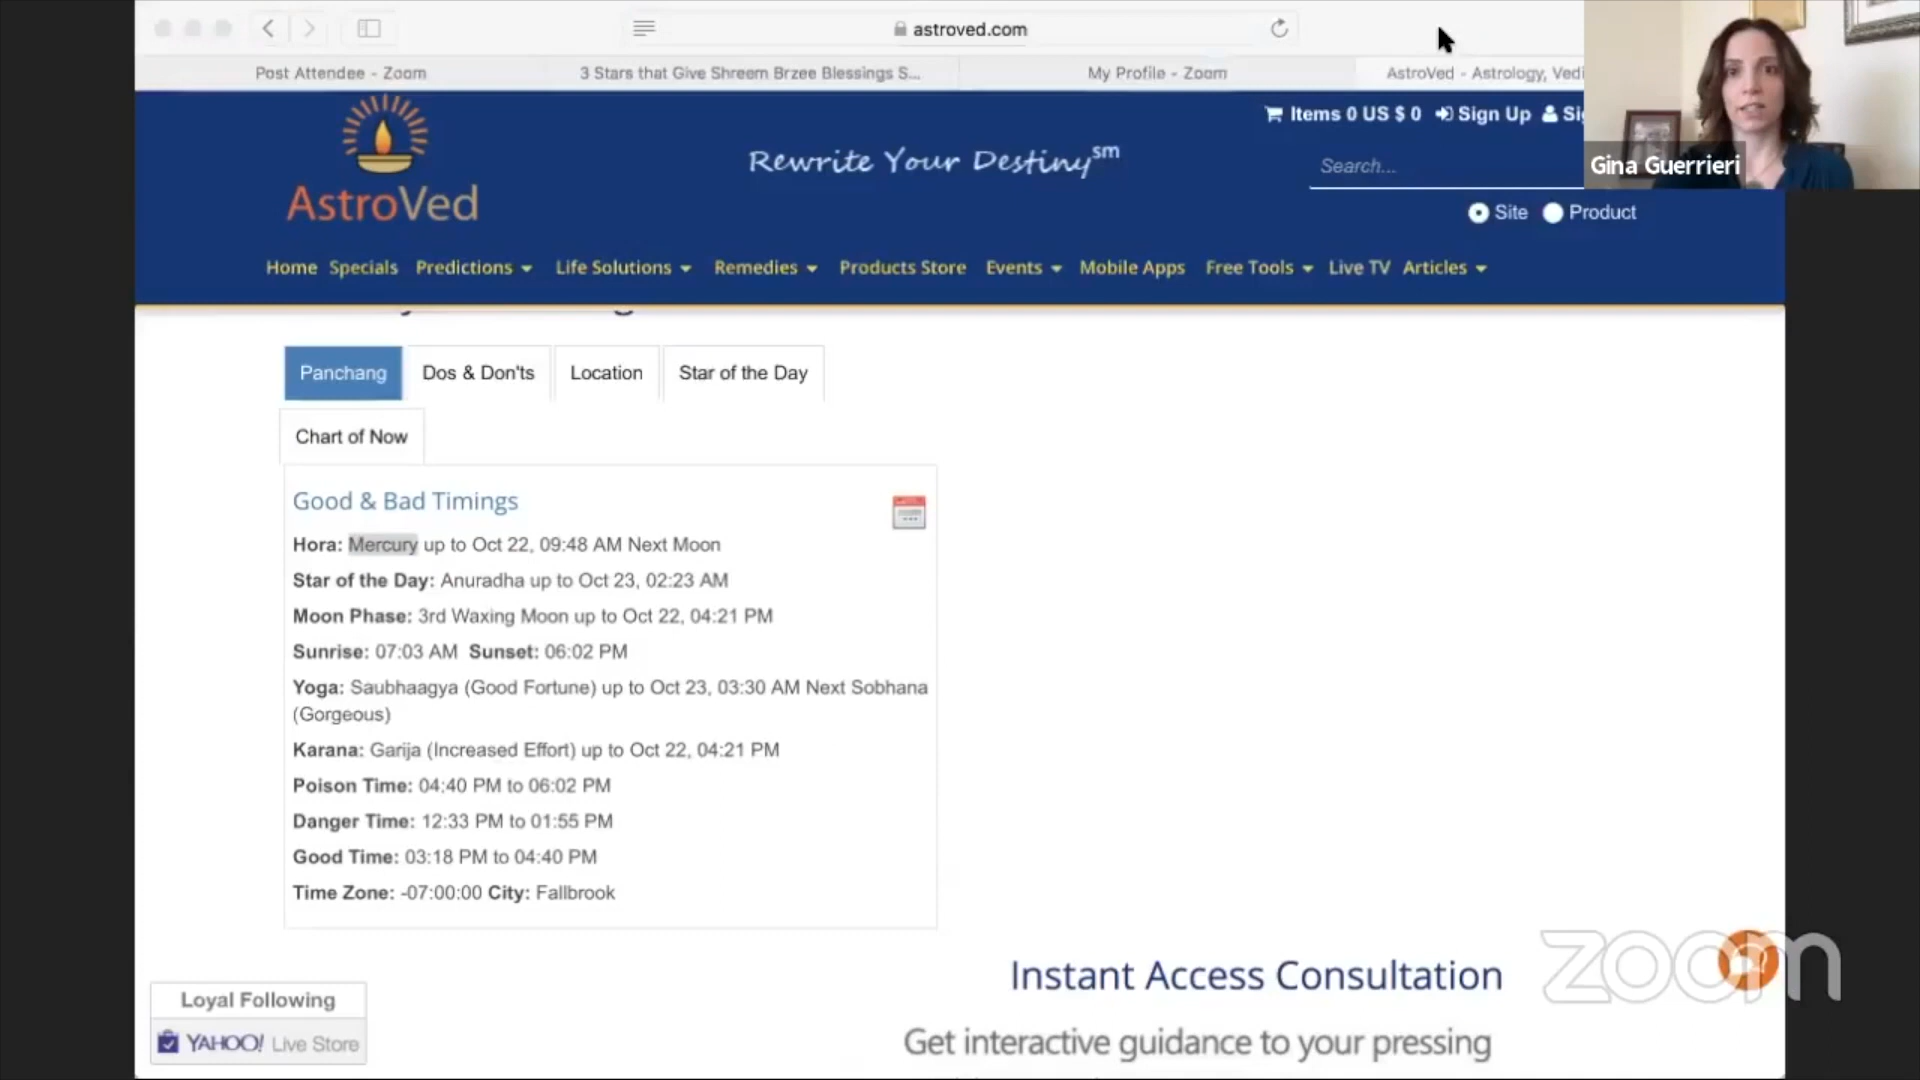 astroved.com
Post Attendee - Zoom
3 Stars that Give Shreem Brzee Blessings S...
My Profile - Zoom
AstroVed - Astrology, Vedi
Items 0 US $ 0 Sign Up Si
Rewrite Your Destiny sm
Search...
Gina Guerrieri
AstroVed
Site Product
Home Specials Predictions Life Solutions Remedies Products Store Events Mobile Apps Free Tools Live TV Articles
Panchang Dos & Don'ts Location Star of the Day
Chart of Now
Good & Bad Timings
Hora: Mercury up to Oct 22, 09:48 AM Next Moon
Star of the Day: Anuradha up to Oct 23, 02:23 AM
Moon Phase: 3rd Waxing Moon up to Oct 22, 04:21 PM
Sunrise: 07:03 AM Sunset: 06:02 PM
Yoga: Saubhaagya (Good Fortune) up to Oct 23, 03:30 AM Next Sobhana
(Gorgeous)
Karana: Garija (Increased Effort) up to Oct 22, 04:21 PM
Poison Time: 04:40 PM to 06:02 PM
Danger Time: 12:33 PM to 01:55 PM
Good Time: 03:18 PM to 04:40 PM
Time Zone: -07:00:00 City: Fallbrook
Instant Access Consultation
zoom
Loyal Following
YAHOO! Live Store
Get interactive guidance to your pressing